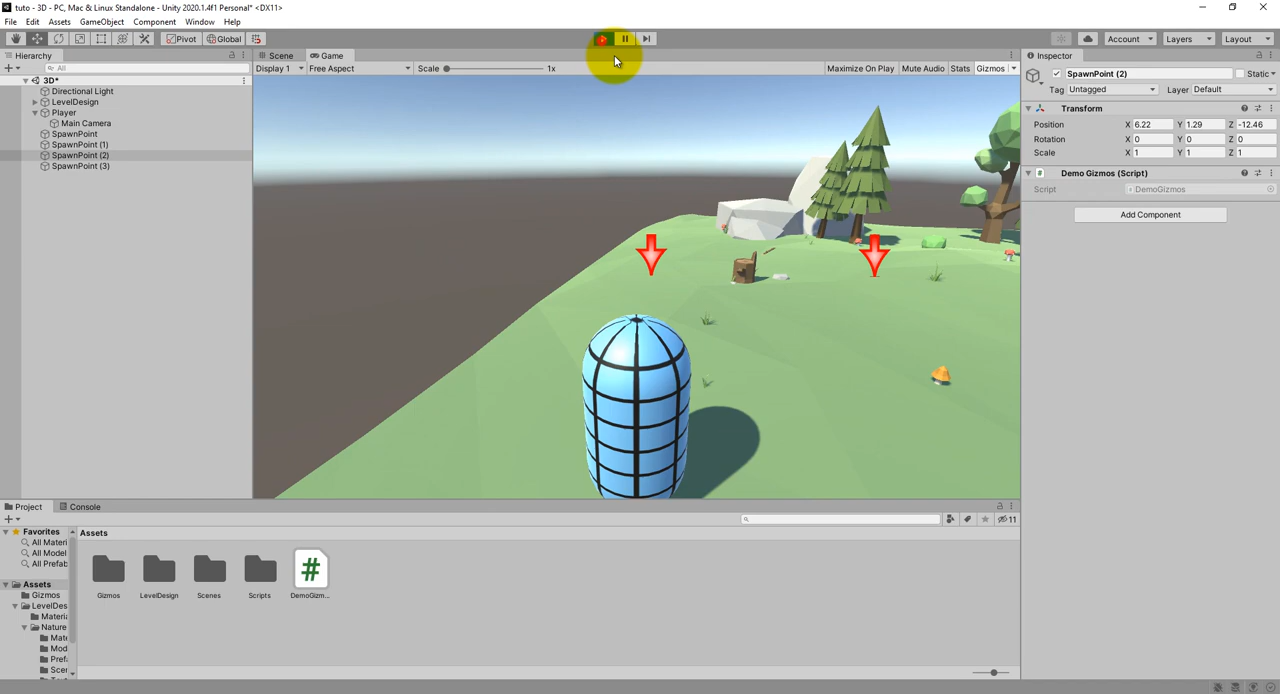 tuto - 3D - PC, Mac & Linux Standalone - Unity 2020.1.4f1 Personal* <DX11>
File Edit Assets GameObject Component Window Help
Pivot Global Account Layers Layout
Hierarchy
All
3D*
Directional Light
LevelDesign
Player
Main Camera
SpawnPoint
SpawnPoint (1)
SpawnPoint (2)
SpawnPoint (3)
Scene Game
Display 1 Free Aspect Scale 1x Maximize On Play Mute Audio Stats Gizmos
Inspector
SpawnPoint (2) Static
Tag Untagged Layer Default
Transform
Position X 6.22 Y 1.29 Z -12.46
Rotation X 0 Y 0 Z 0
Scale X 1 Y 1 Z 1
# Demo Gizmos (Script)
Script DemoGizmos
Add Component
Project Console
11
Favorites
All Materi
All Model
All Prefab
Assets
Gizmos
LevelDes
Materia
Nature
Mate
Mod
Prefa
Scer
Assets
#
Gizmos LevelDesign Scenes Scripts DemoGizm...